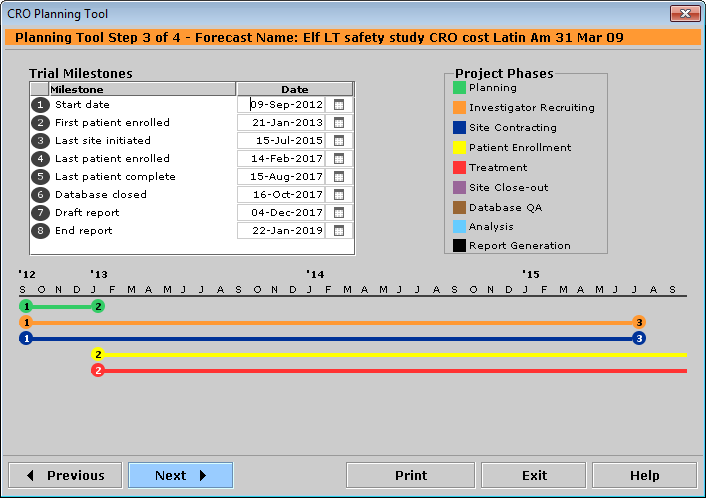 CRO Planning Tool
Planning Tool Step 3 of 4 - Forecast Name: Elf LT safety study CRO cost Latin Am 31 Mar 09
Trial Milestones
Milestone Date
1 Start date 09-Sep-2012
2 First patient enrolled 21-Jan-2013
3 Last site initiated 15-Jul-2015
4 Last patient enrolled 14-Feb-2017
5 Last patient complete 15-Aug-2017
6 Database closed 16-Oct-2017
7 Draft report 04-Dec-2017
8 End report 22-Jan-2019
Project Phases
Planning
Investigator Recruiting
Site Contracting
Patient Enrollment
Treatment
Site Close-out
Database QA
Analysis
Report Generation
'12 '13 '14 '15
S O N D J F M A M J J A S O N D J F M A M J J A S O N D J F M A M J J A S
1 2
1 3
1 3
2
2
Previous Next Print Exit Help